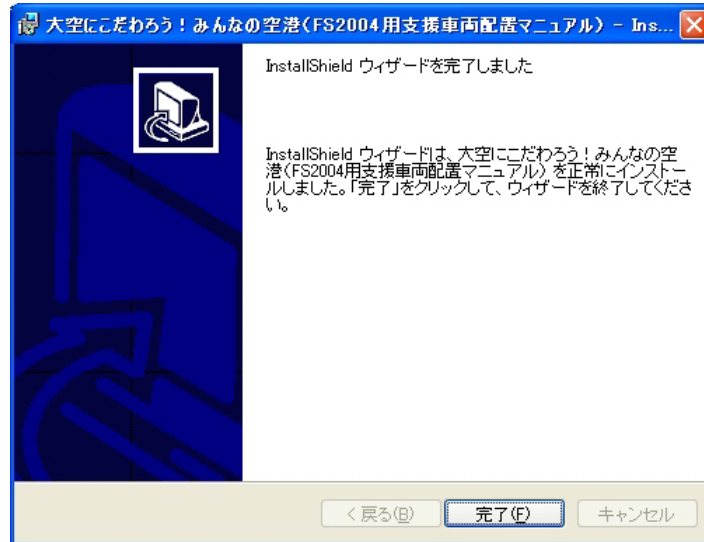 大空にこだわろう！みんなの空港（FS2004用支援車両配置マニュアル） - Ins...
InstallShield ウィザードを完了しました
InstallShield ウィザードは、大空にこだわろう！みんなの空
港（FS2004用支援車両配置マニュアル） を正常にインストー
ルしました。「完了」をクリックして、ウィザードを終了してくださ
い。
< 戻る(B)
完了(F)
キャンセル